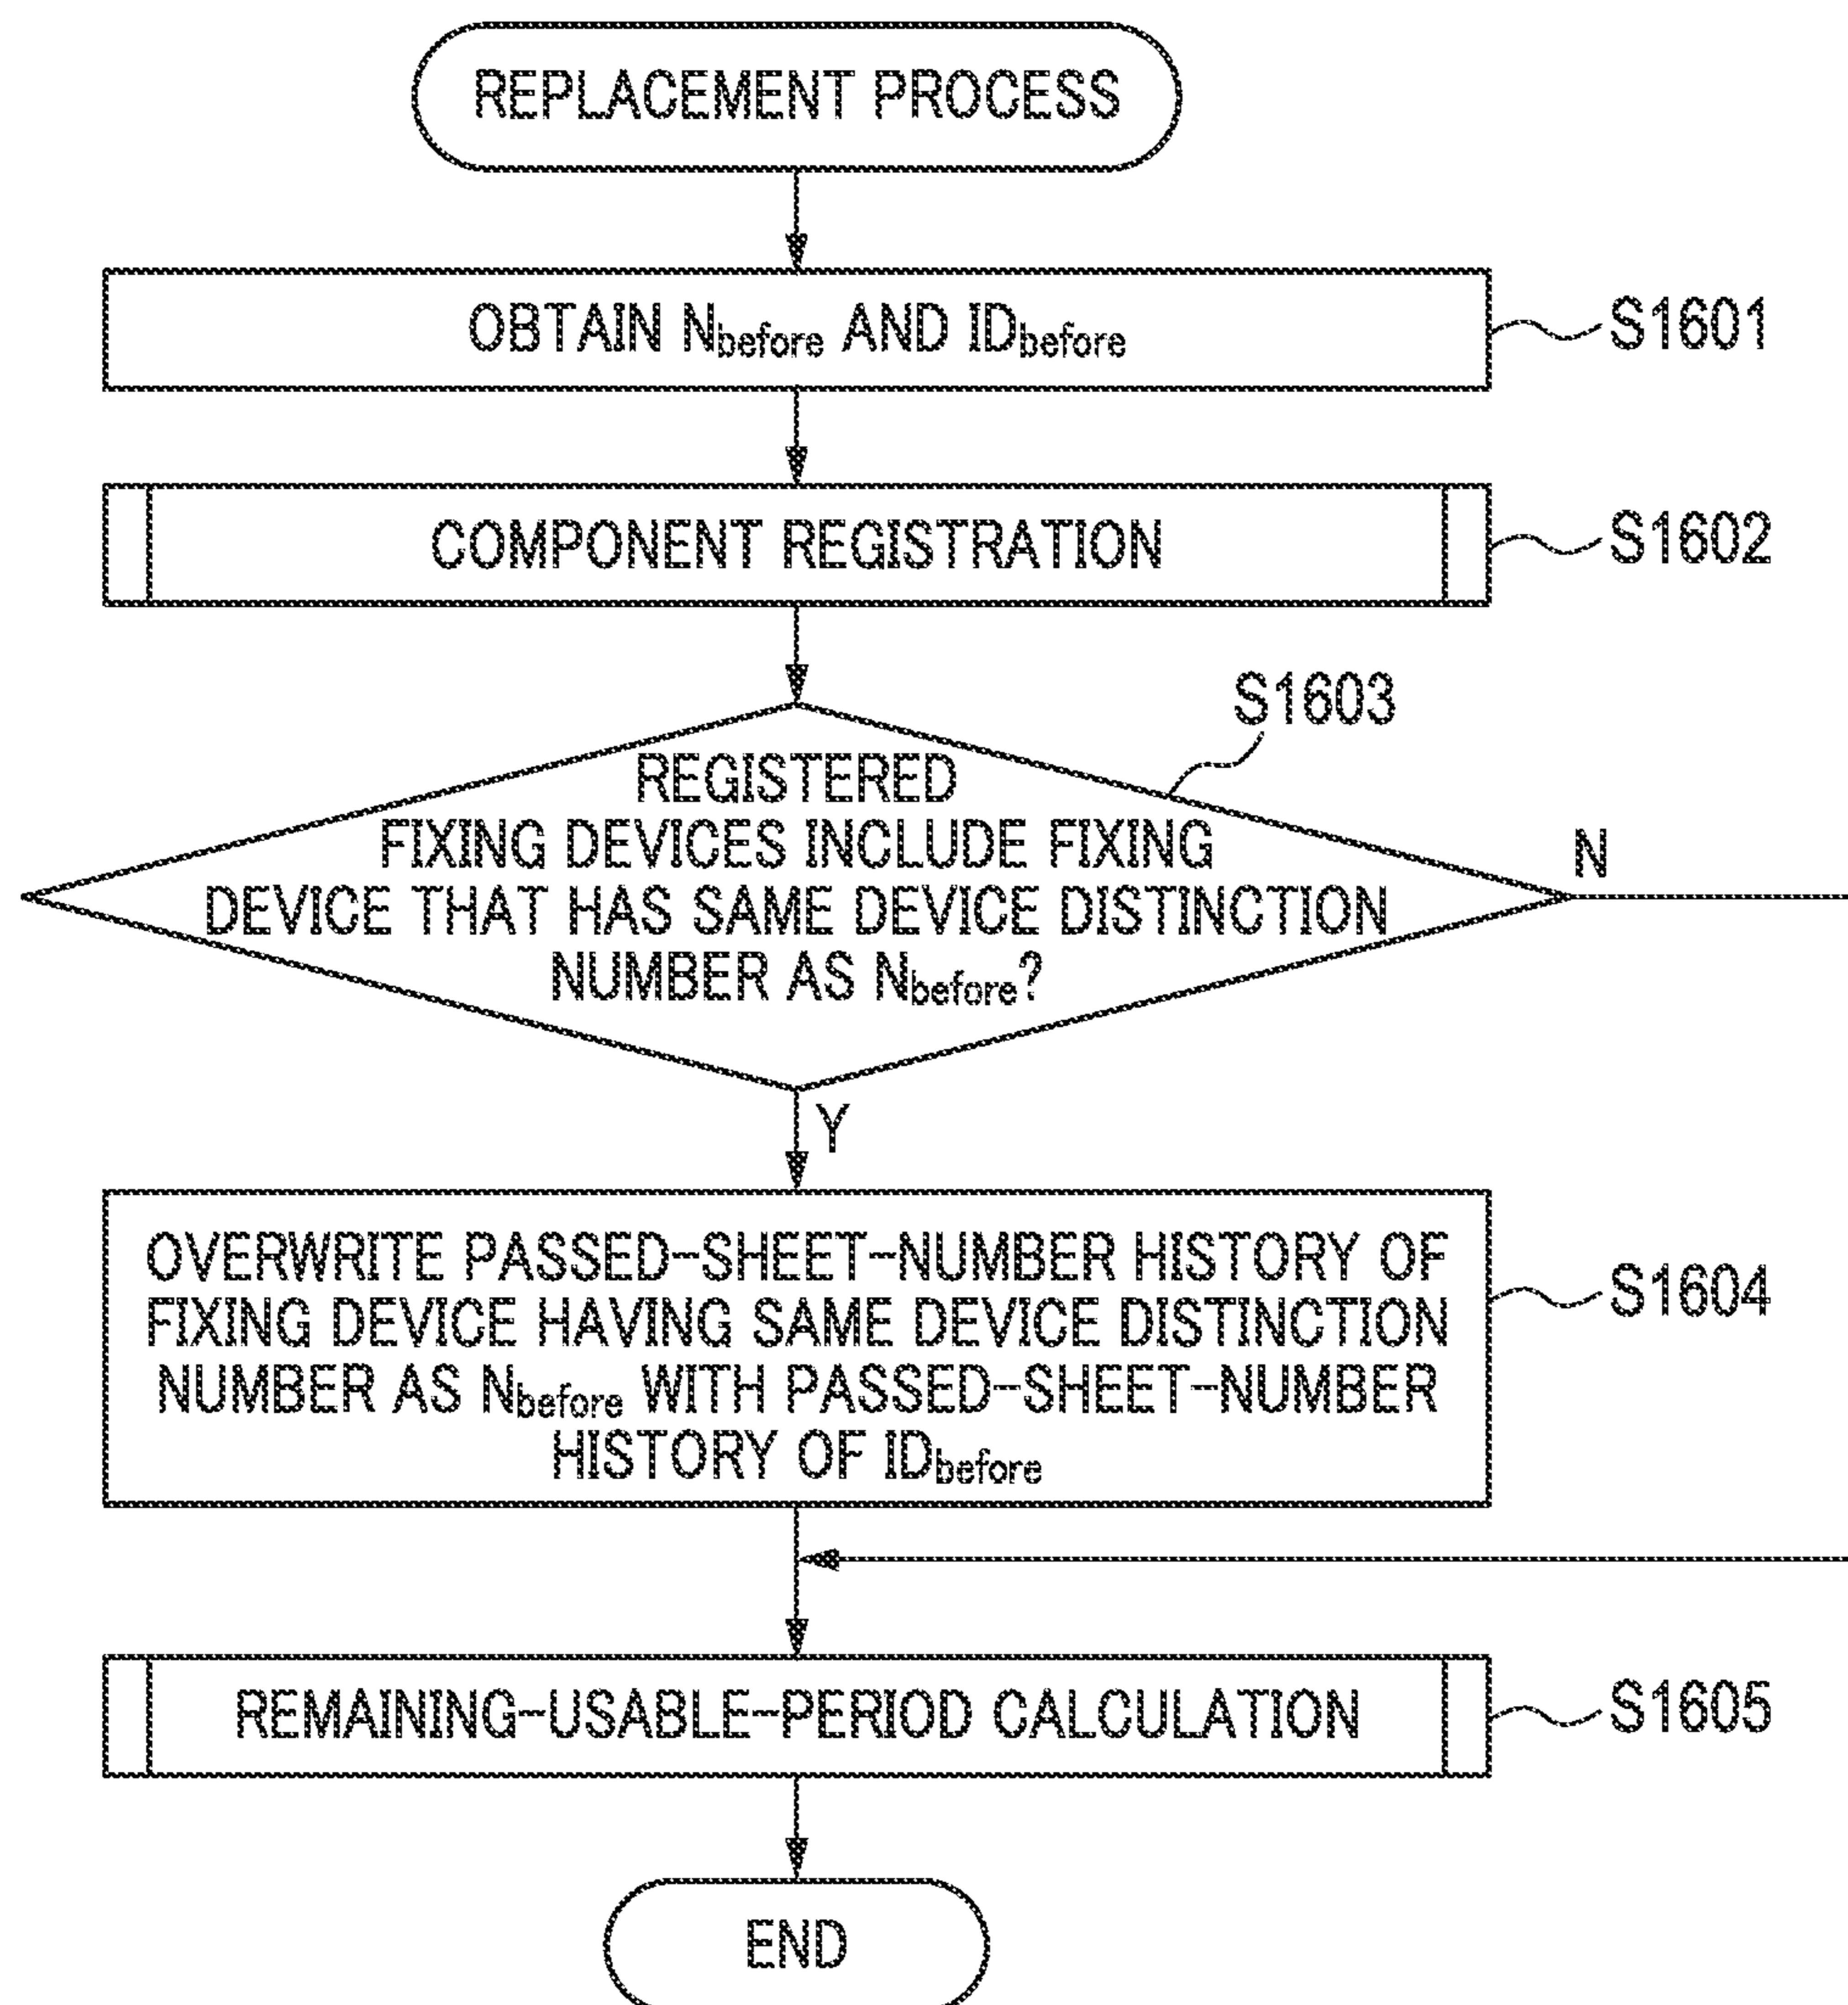 REPLACEMENT PROCESS
OBTAIN Nbefore AND IDbefore
S1601
COMPONENT REGISTRATION
S1602
S1603
REGISTERED
FIXING DEVICES INCLUDE FIXING
DEVICE THAT HAS SAME DEVICE DISTINCTION
NUMBER AS Nbefore?
N
Y
OVERWRITE PASSED-SHEET-NUMBER HISTORY OF
FIXING DEVICE HAVING SAME DEVICE DISTINCTION
NUMBER AS Nbefore WITH PASSED-SHEET-NUMBER
HISTORY OF IDbefore
S1604
REMAINING-USABLE-PERIOD CALCULATION
S1605
END